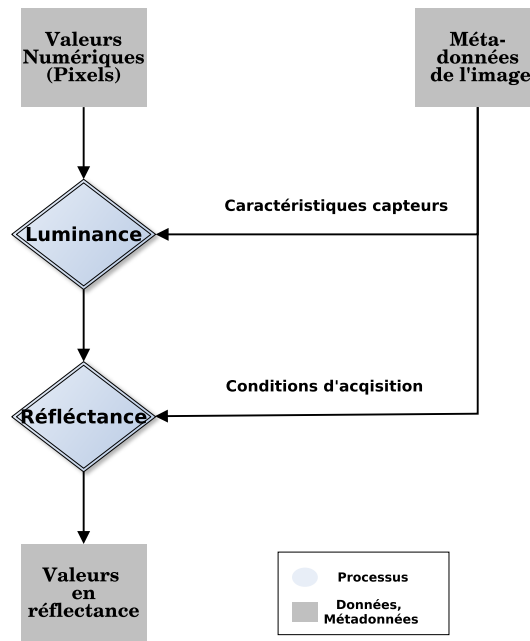 Valeurs
Numériques
(Pixels)
Méta-
données
de l'image
Caractéristiques capteurs
Luminance
Conditions d'acqisition
Réfléctance
Valeurs
en
réflectance
Processus
Données,
Métadonnées